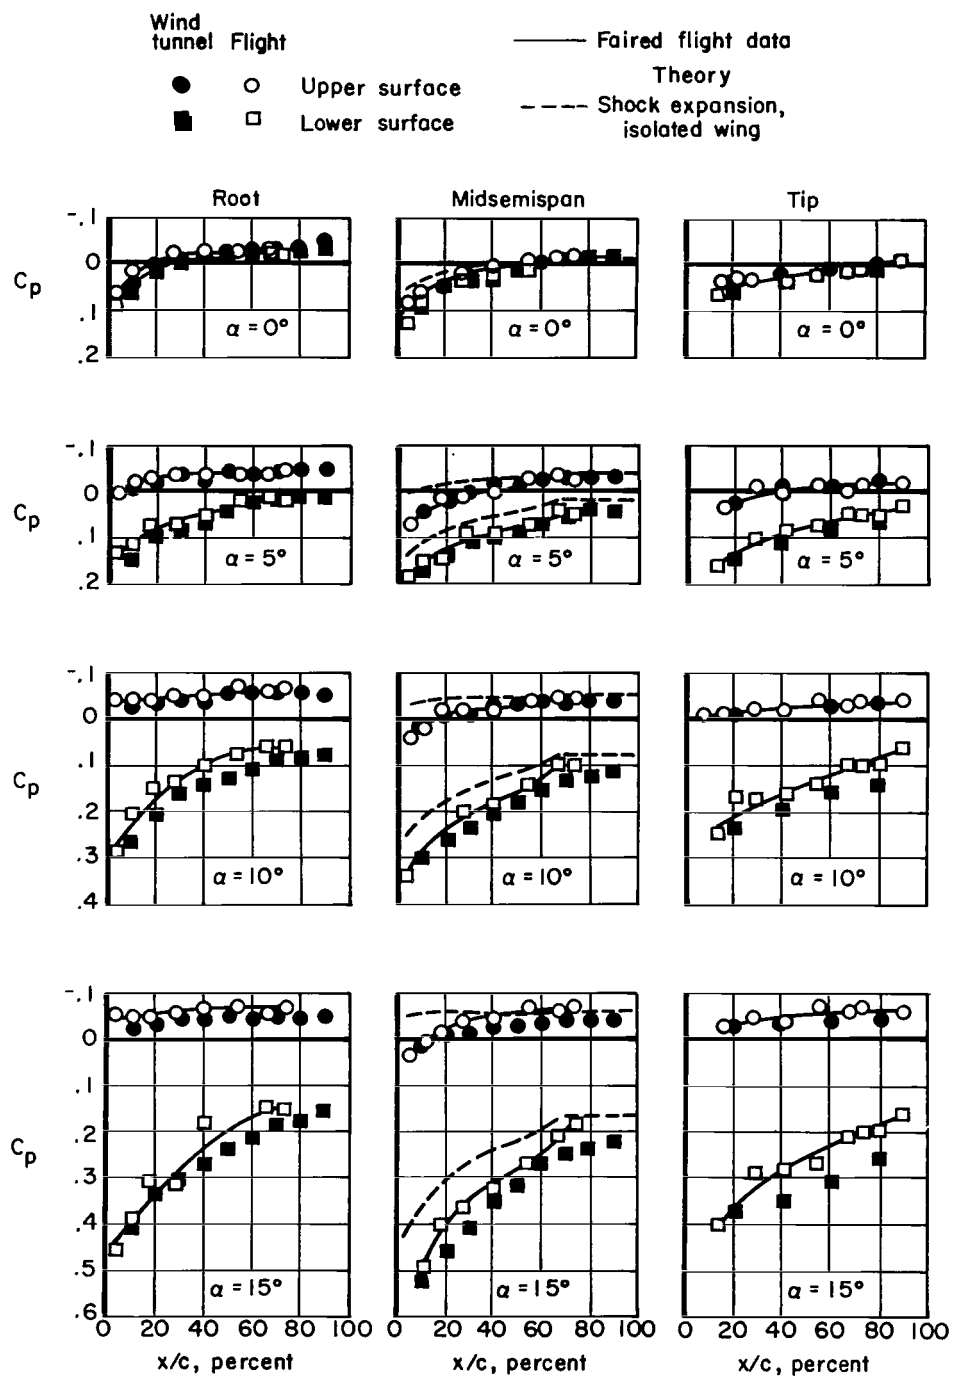 Wind
tunnel Flight
Upper surface
Lower surface
Faired flight data
Theory
Shock expansion,
isolated wing
Root
Midsemispan
Tip
-.1
0
.1
.2
Cp
α = 0°
α = 0°
α = 0°
-.1
0
.1
.2
Cp
α = 5°
α = 5°
α = 5°
-.1
0
.1
.2
.3
.4
Cp
α = 10°
α = 10°
α = 10°
-.1
0
.1
.2
.3
.4
.5
.6
Cp
α = 15°
α = 15°
α = 15°
0 20 40 60 80 100
0 20 40 60 80 100
0 20 40 60 80 100
x/c, percent
x/c, percent
x/c, percent